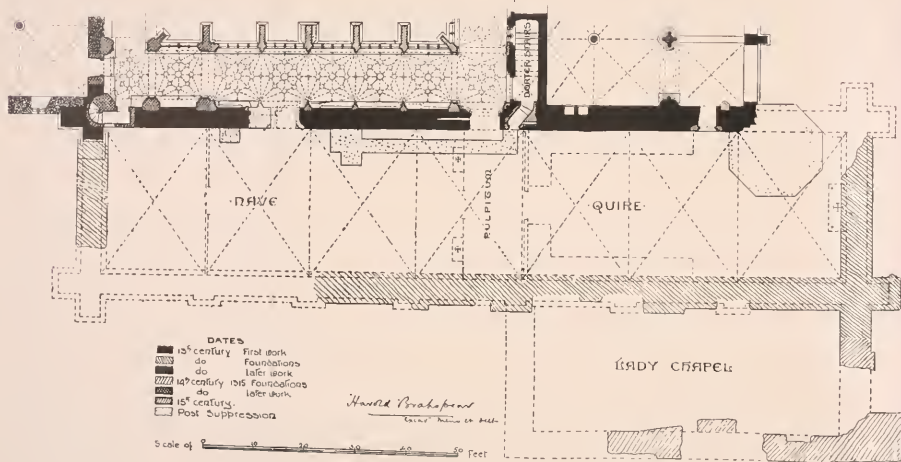 DORTER STAIRS
NAVE
PULPITUM
QUIRE
LADY CHAPEL
DATES
13th century First work
do Foundations
do later work
14th century 1315 Foundations
do later work
15th century.
Post Suppression
Harold Brakspear
Scale of 0 10 20 30 40 50 Feet